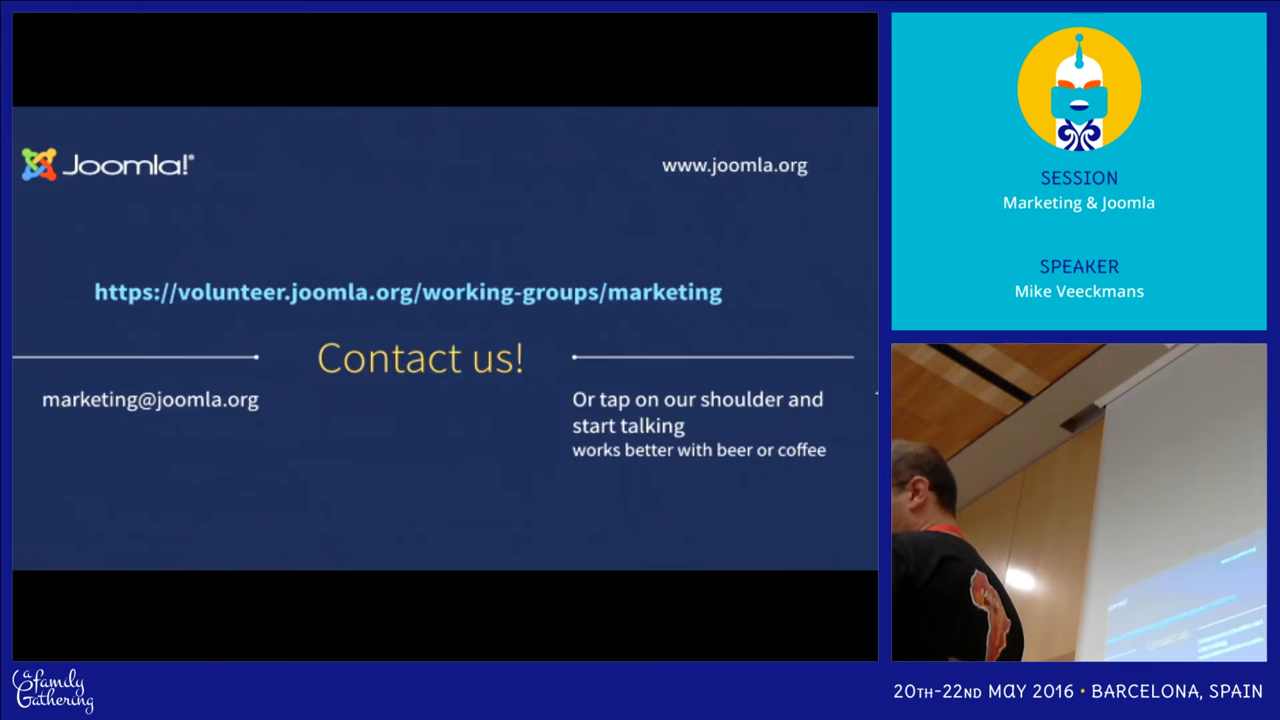 Joomla!®
www.joomla.org
https://volunteer.joomla.org/working-groups/marketing
Contact us!
marketing@joomla.org
Or tap on our shoulder and
start talking
works better with beer or coffee
SESSION
Marketing & Joomla
SPEAKER
Mike Veeckmans
a family
Gathering
20TH-22ND MAY 2016 • BARCELONA, SPAIN